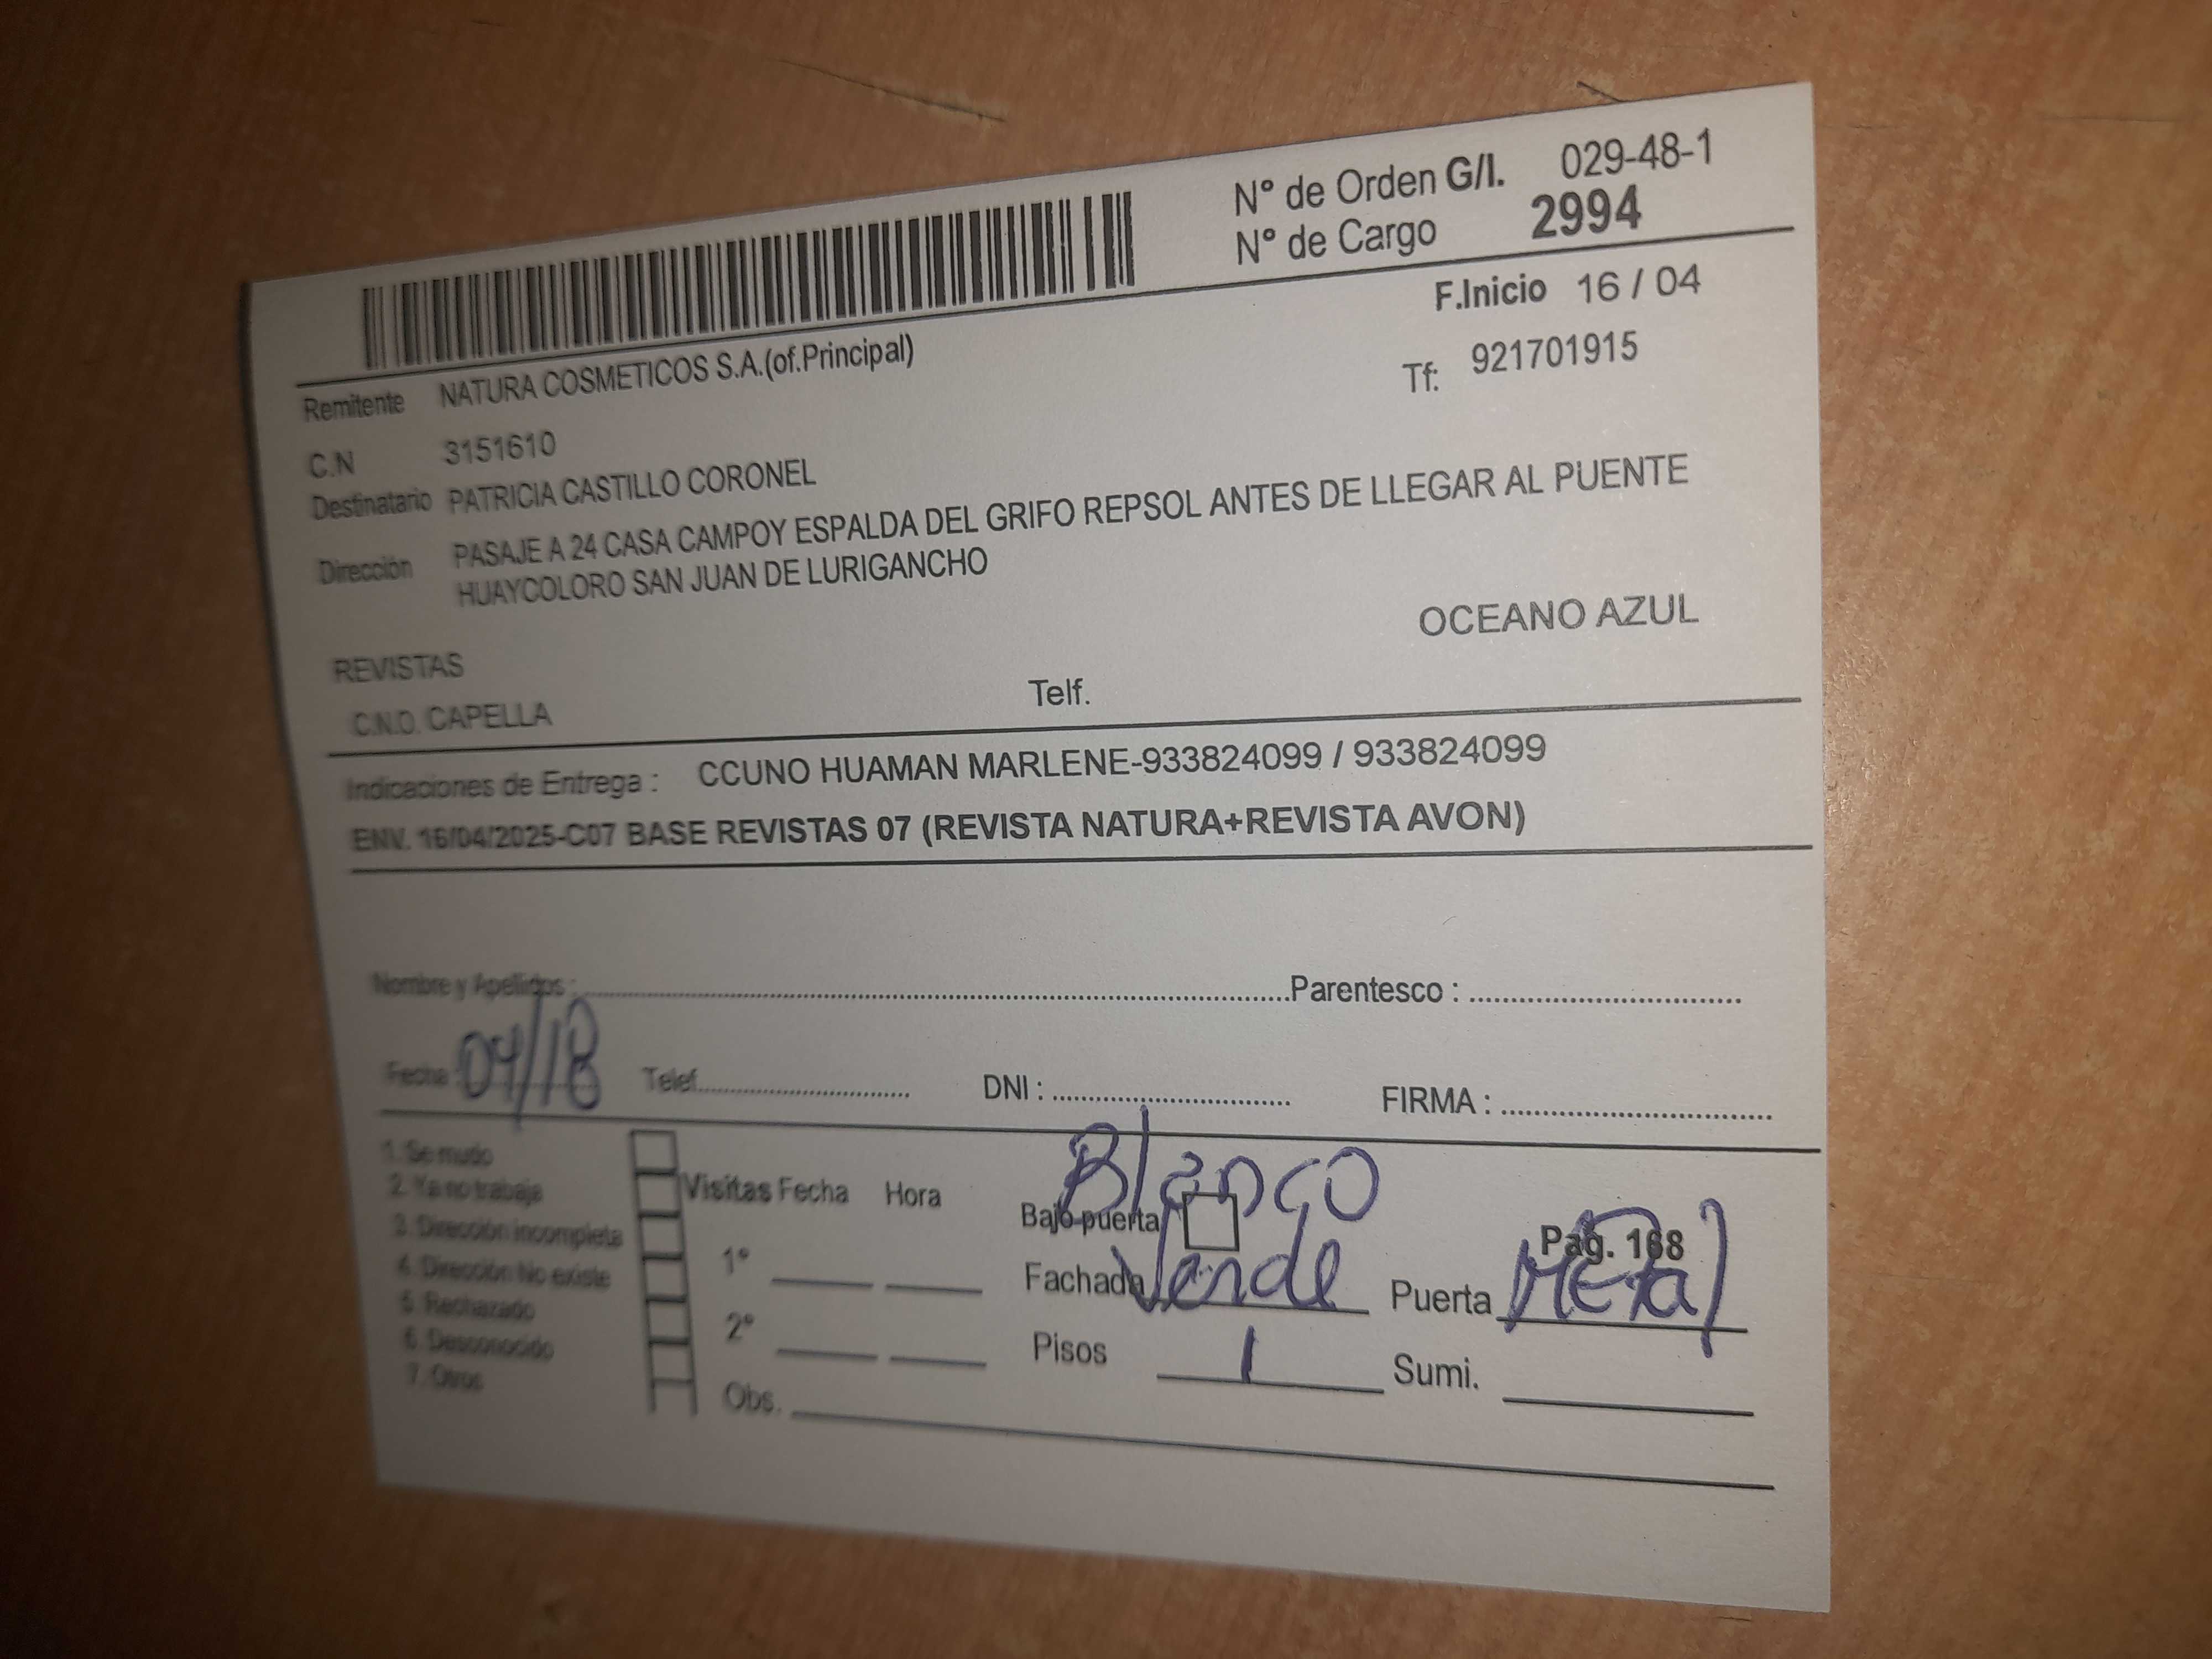 N° de Orden G/I. 029-48-1
N° de Cargo 2994
F.Inicio 16 / 04
Remitente NATURA COSMETICOS S.A.(of.Principal)
Tf: 921701915
C.N 3151610
Destinatario PATRICIA CASTILLO CORONEL
Dirección PASAJE A 24 CASA CAMPOY ESPALDA DEL GRIFO REPSOL ANTES DE LLEGAR AL PUENTE
HUAYCOLORO SAN JUAN DE LURIGANCHO
OCEANO AZUL
REVISTAS
C.N.O. CAPELLA Telf.
Indicaciones de Entrega : CCUNO HUAMAN MARLENE-933824099 / 933824099
ENV. 16/04/2025-C07 BASE REVISTAS 07 (REVISTA NATURA+REVISTA AVON)
Nombre y Apellidos : Parentesco :
Fecha : 04/18 Telef. DNI : FIRMA :
1. Se mudo
2. Ya no trabaja
3. Dirección incompleta
4. Dirección No existe
5. Rechazado
6. Desconocido
7. Otros
Visitas Fecha Hora
1°
2°
Obs.
Blanco
Bajo puerta Pag. 168
Fachada Verde Puerta Metal
Pisos 1 Sumi.